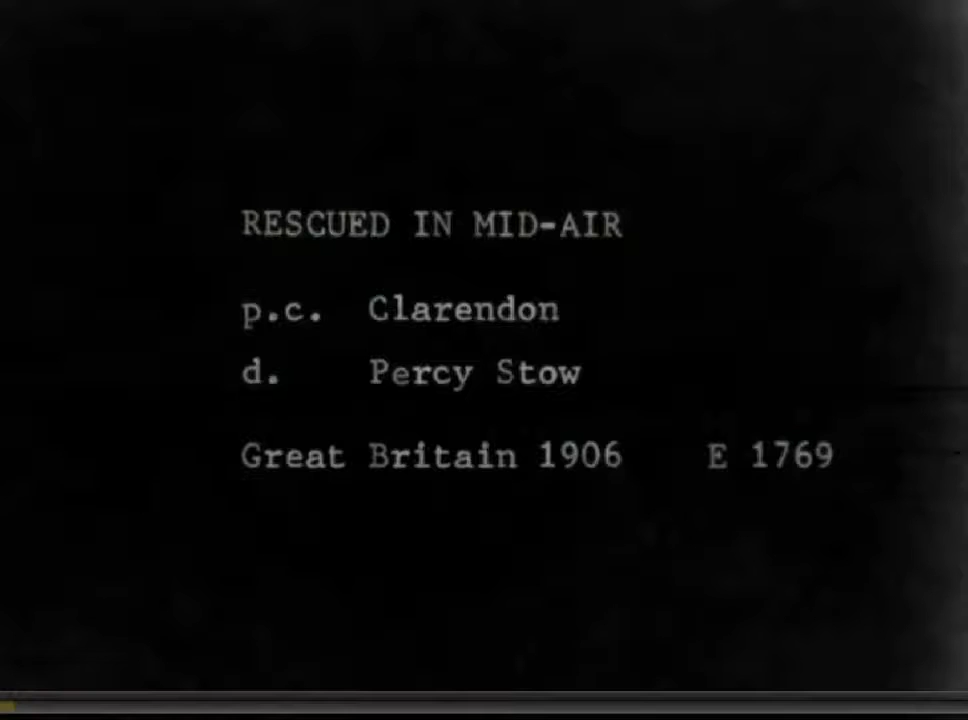 RESCUED IN MID-AIR
p.c. Clarendon
d. Percy Stow
Great Britain 1906 E 1769